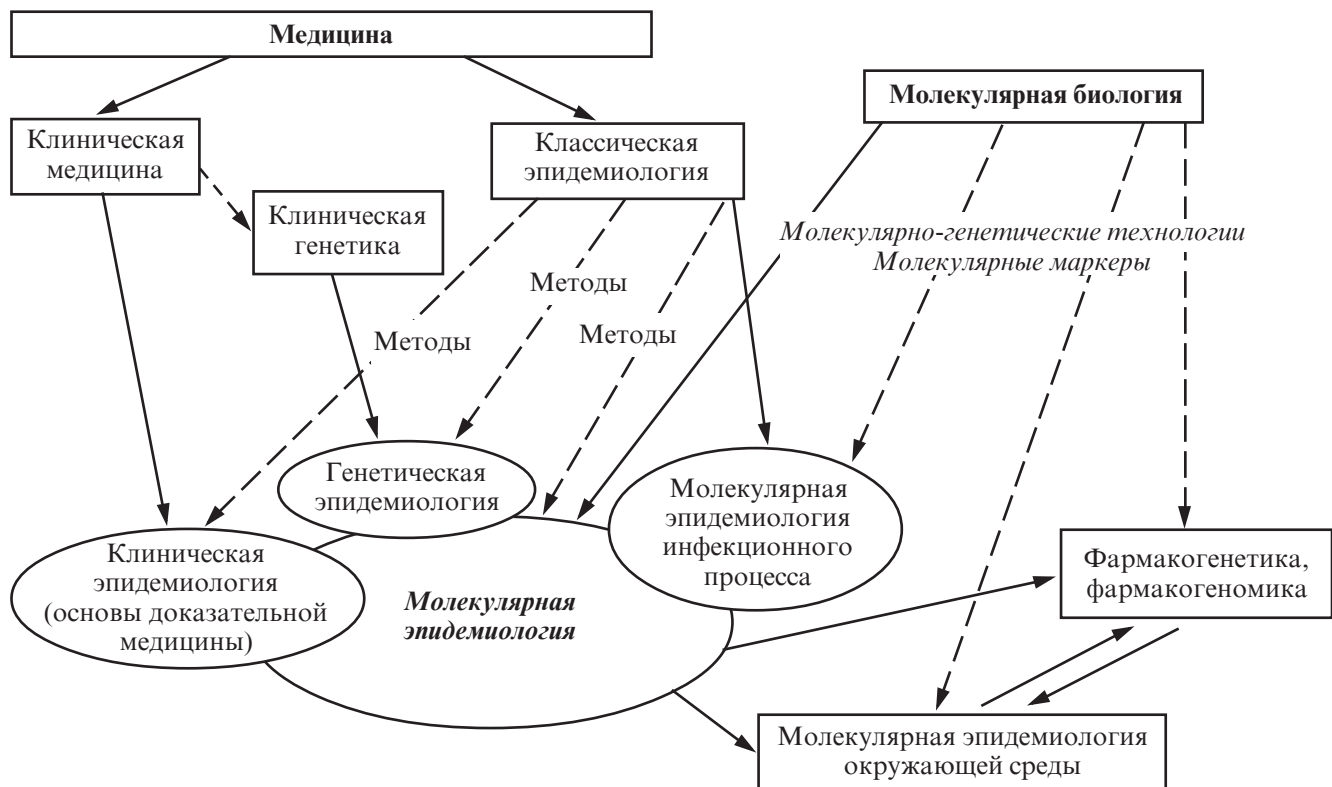 Медицина
Молекулярная биология
Клиническая
медицина
Классическая
эпидемиология
Клиническая
генетика
Молекулярно-генетические технологии
Молекулярные маркеры
Методы
Методы
Методы
Генетическая
эпидемиология
Молекулярная
эпидемиология
инфекционного
процесса
Клиническая
эпидемиология
(основы доказательной
медицины)
Молекулярная
эпидемиология
Фармакогенетика,
фармакогеномика
Молекулярная эпидемиология
окружающей среды